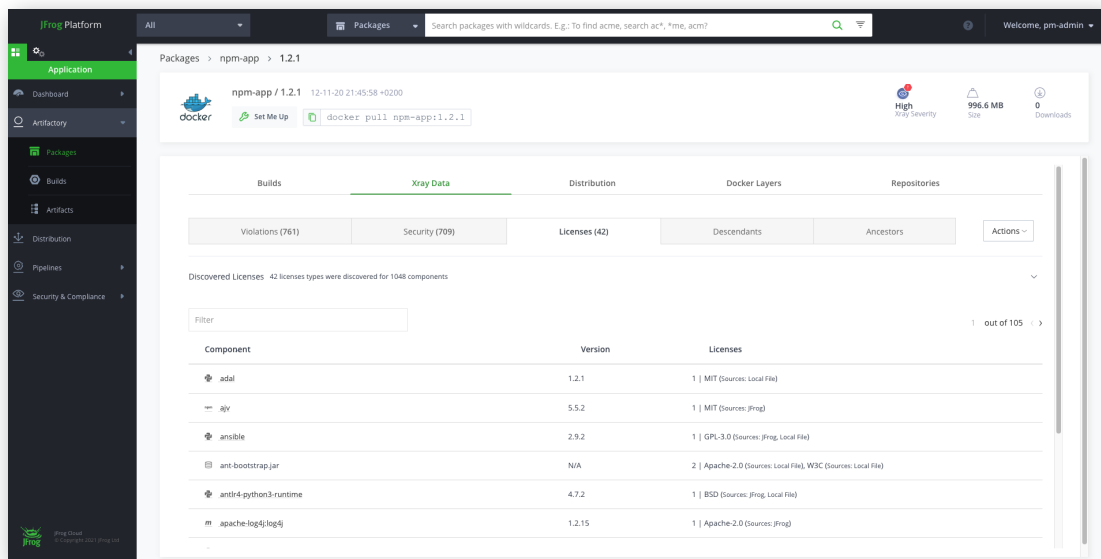 JFrog Platform
All
Packages
Search packages with wildcards. E.g.: To find acme, search ac*, *me, acm?
Welcome, pm-admin
Application
Dashboard
Artifactory
Packages
Builds
Artifacts
Distribution
Pipelines
Security & Compliance
JFrog
JFrog Cloud
© Copyright 2021 JFrog Ltd
Packages > npm-app > 1.2.1
docker
npm-app / 1.2.1 12-11-20 21:45:58 +0200
Set Me Up docker pull npm-app:1.2.1
High
Xray Severity
996.6 MB
Size
0
Downloads
Builds Xray Data Distribution Docker Layers Repositories
Violations (761) Security (709) Licenses (42) Descendants Ancestors Actions
Discovered Licenses 42 licenses types were discovered for 1048 components
Filter
1 out of 105 < >
Component Version Licenses
adal 1.2.1 1 | MIT (Sources: Local File)
ajv 5.5.2 1 | MIT (Sources: JFrog)
ansible 2.9.2 1 | GPL-3.0 (Sources: JFrog, Local File)
ant-bootstrap.jar N/A 2 | Apache-2.0 (Sources: Local File), W3C (Sources: Local File)
antlr4-python3-runtime 4.7.2 1 | BSD (Sources: JFrog, Local File)
m apache-log4j:log4j 1.2.15 1 | Apache-2.0 (Sources: JFrog)